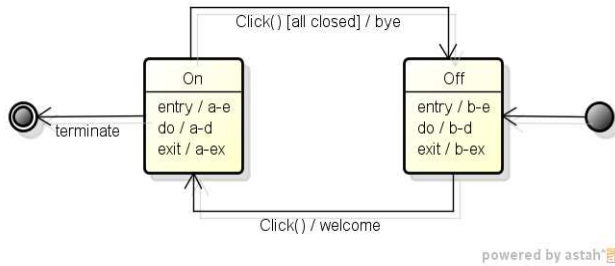 Click() [all closed] / bye
On
entry / a-e
do / a-d
exit / a-ex
Off
entry / b-e
do / b-d
exit / b-ex
terminate
Click() / welcome
powered by astah*